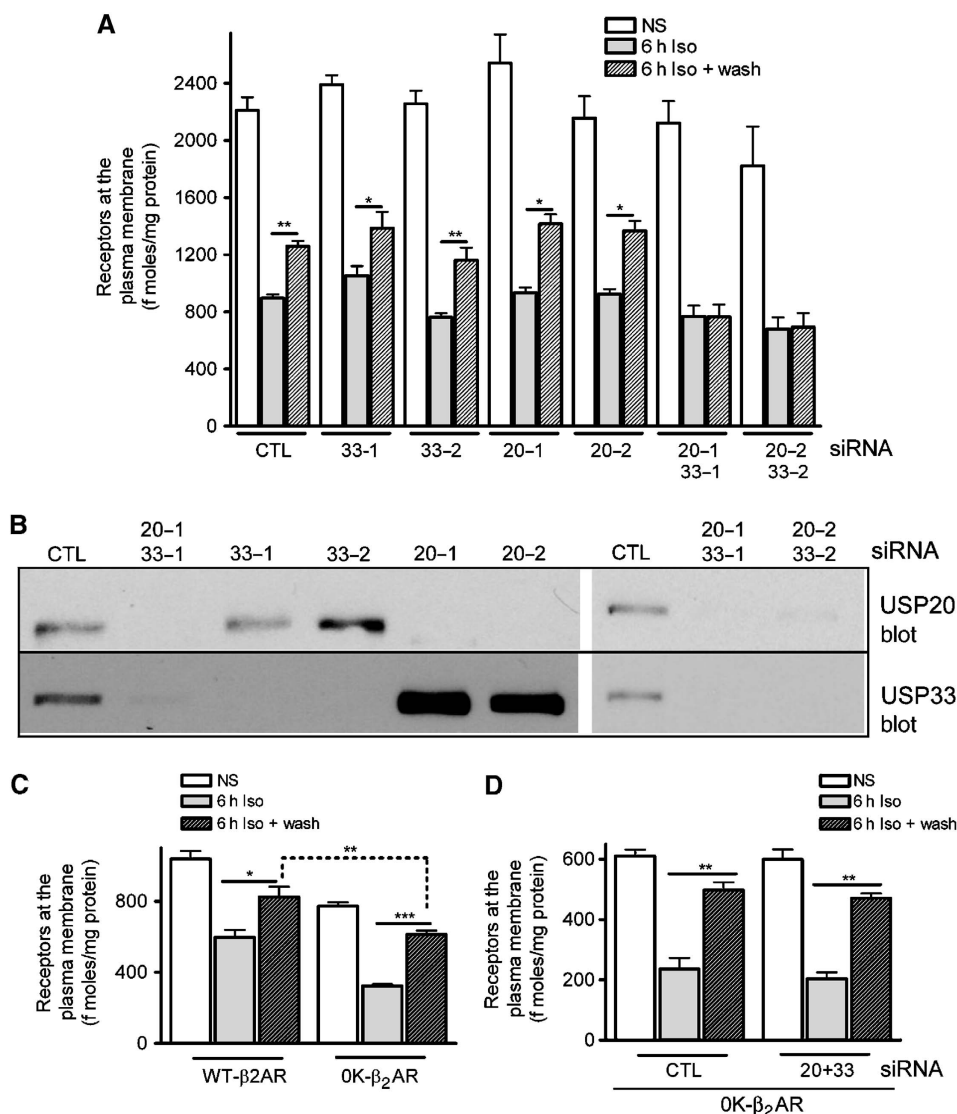 A
NS
6 h Iso
6 h Iso + wash
Receptors at the
plasma membrane
(f moles/mg protein)
2400
2000
1600
1200
800
400
0
** * ** * *
CTL 33-1 33-2 20-1 20-2 20-1 20-2 siRNA
33-1 33-2
B
20-1 20-1 20-2
CTL 33-1 33-1 33-2 20-1 20-2 CTL 33-1 33-2 siRNA
USP20
blot
USP33
blot
C
NS
6 h Iso
6 h Iso + wash
Receptors at the
plasma membrane
(f moles/mg protein)
800
400
0
**
* ***
WT-β2AR 0K-β₂AR
D
NS
6 h Iso
6 h Iso + wash
Receptors at the
plasma membrane
(f moles/mg protein)
600
400
200
0
** **
CTL 20+33 siRNA
0K-β₂AR